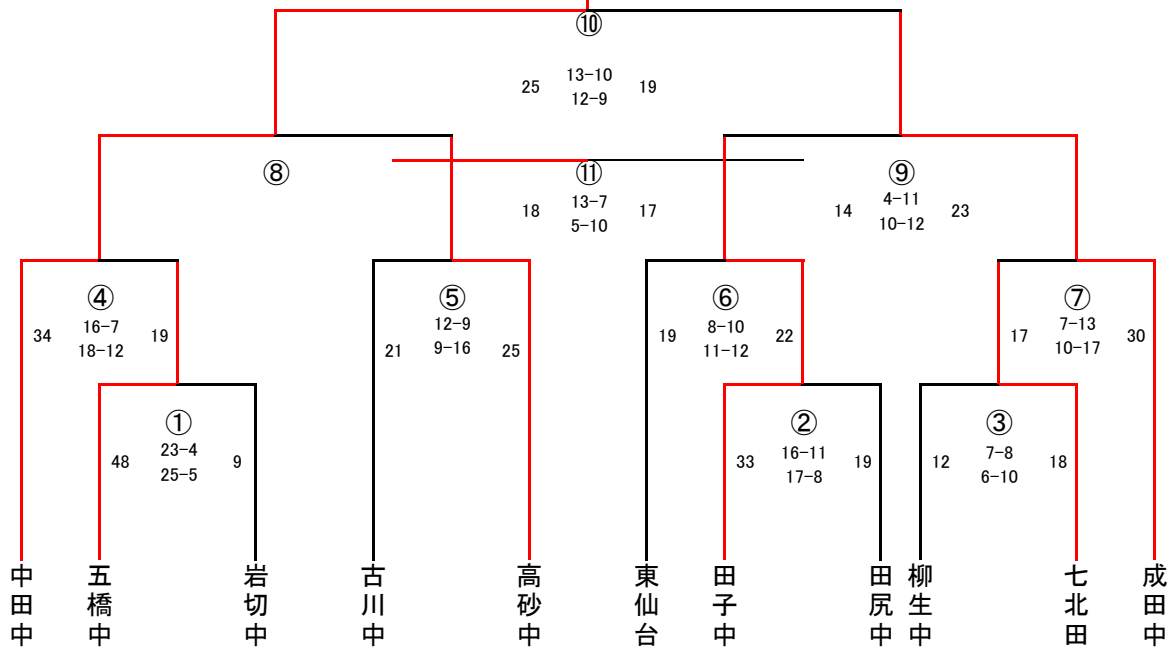 ⑩
25 13-10 19
12-9
⑧ ⑪ ⑨
18 13-7 17 14 4-11 23
5-10 10-12
④ ⑤ ⑥ ⑦
34 16-7 19 21 12-9 25 19 8-10 22 17 7-13 30
18-12 9-16 11-12 10-17
① ② ③
48 23-4 9 33 16-11 19 12 7-8 18
25-5 17-8 6-10
中田中
五橋中
岩切中
古川中
高砂中
東仙台
田子中
田尻中
柳生中
七北田
成田中